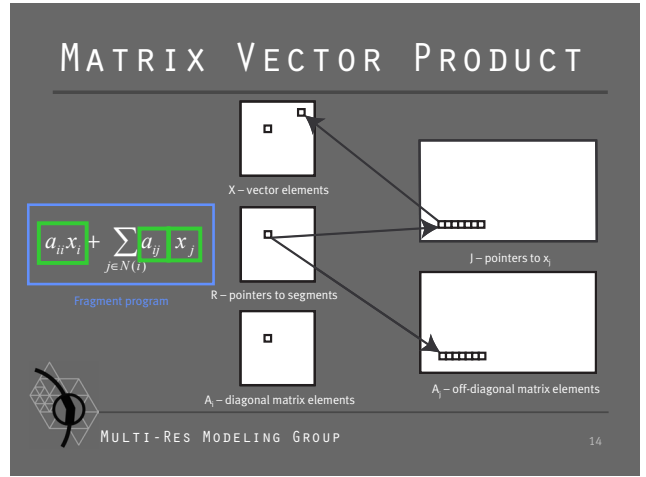 MATRIX VECTOR PRODUCT
X – vector elements
a_ii x_i + ∑_{j∈N(i)} a_ij x_j
Fragment program
R – pointers to segments
J – pointers to x_j
A_i – diagonal matrix elements
A_j – off-diagonal matrix elements
MULTI-RES MODELING GROUP
14